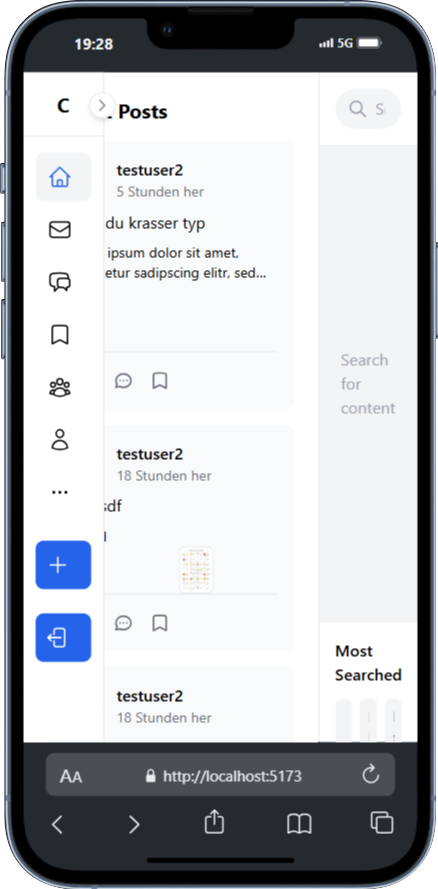 19:28
5G
C
Posts
testuser2
5 Stunden her
du krasser typ
ipsum dolor sit amet,
etur sadipscing elitr, sed...
testuser2
18 Stunden her
sdf
testuser2
18 Stunden her
S
Search
for
content
Most
Searched
AA
http://localhost:5173